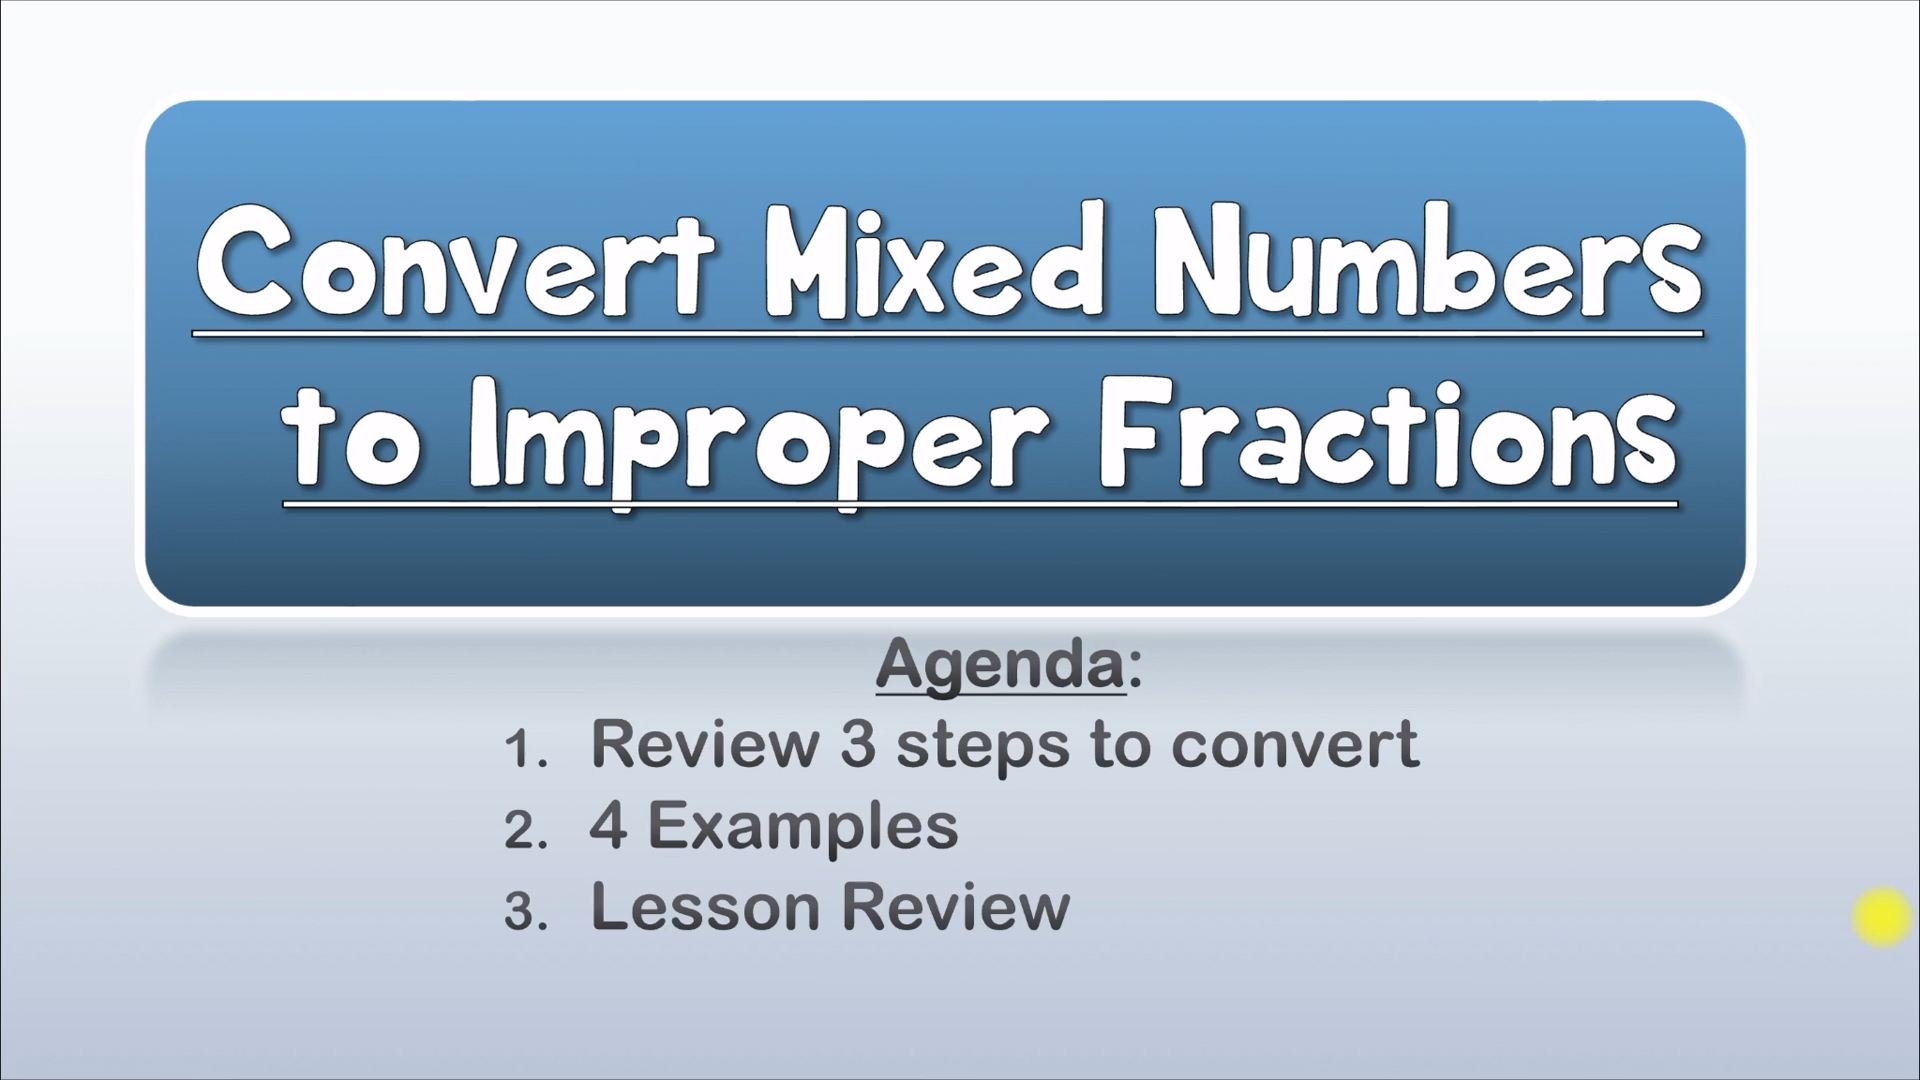 Convert Mixed Numbers
to Improper Fractions
Agenda:
1. Review 3 steps to convert
2. 4 Examples
3. Lesson Review